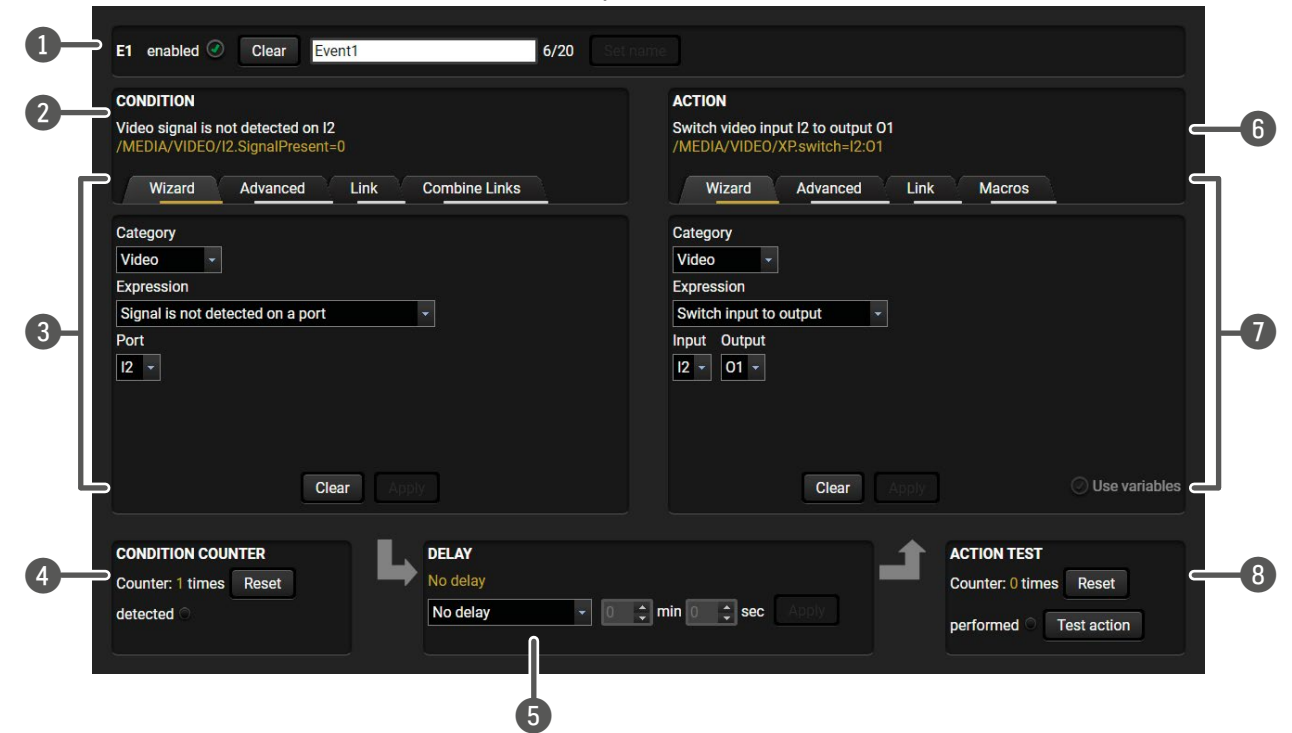 1
E1 enabled Clear Event1 6/20 Set name
2
CONDITION
Video signal is not detected on I2
/MEDIA/VIDEO/I2.SignalPresent=0
Wizard Advanced Link Combine Links
3
Category
Video
Expression
Signal is not detected on a port
Port
I2
Clear Apply
ACTION
Switch video input I2 to output O1
/MEDIA/VIDEO/XP.switch=I2:O1
6
Wizard Advanced Link Macros
Category
Video
Expression
Switch input to output
Input Output
I2 O1
7
Clear Apply Use variables
4
CONDITION COUNTER
Counter: 1 times Reset
detected
DELAY
No delay
No delay 0 min 0 sec Apply
5
ACTION TEST
Counter: 0 times Reset
performed Test action
8